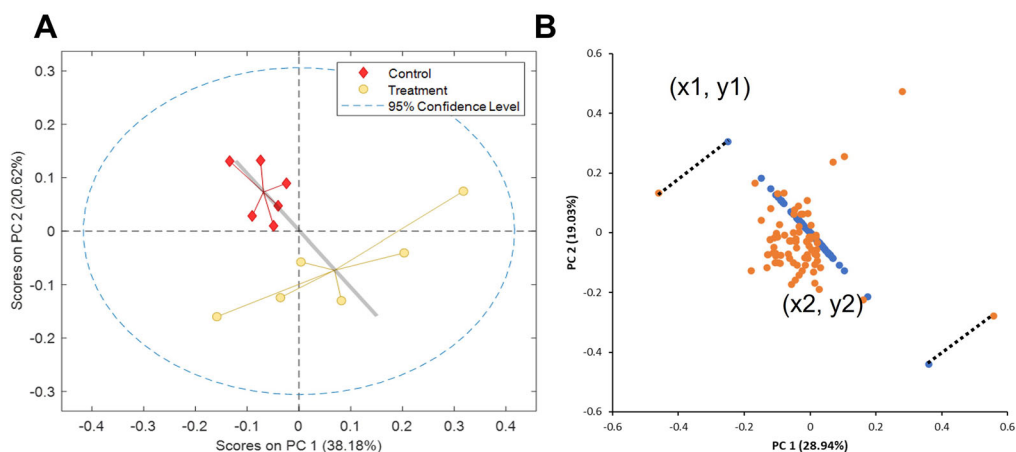 A
Scores on PC 2 (20.62%)
0.3
0.2
0.1
0
-0.1
-0.2
-0.3
Control
Treatment
95% Confidence Level
-0.4
-0.3
-0.2
-0.1
0
0.1
0.2
0.3
0.4
Scores on PC 1 (38.18%)
B
PC 2 (19.03%)
0.6
0.4
0.2
0
-0.2
-0.4
-0.6
(x1, y1)
(x2, y2)
-0.6
-0.4
-0.2
0
0.2
0.4
0.6
PC 1 (28.94%)